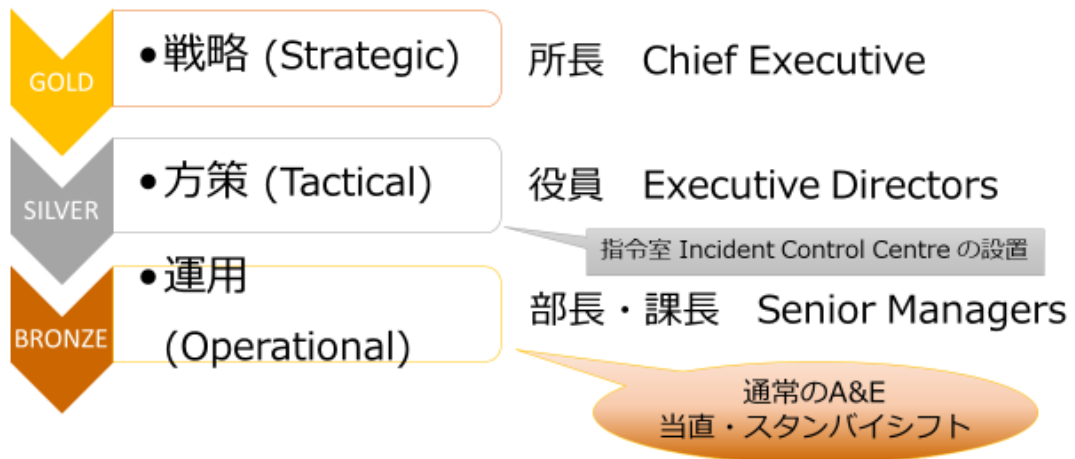 GOLD
•戦略 (Strategic)
所長　Chief Executive
SILVER
•方策 (Tactical)
役員　Executive Directors
指令室 Incident Control Centre の設置
BRONZE
•運用
(Operational)
部長・課長　Senior Managers
通常のA&E
当直・スタンバイシフト